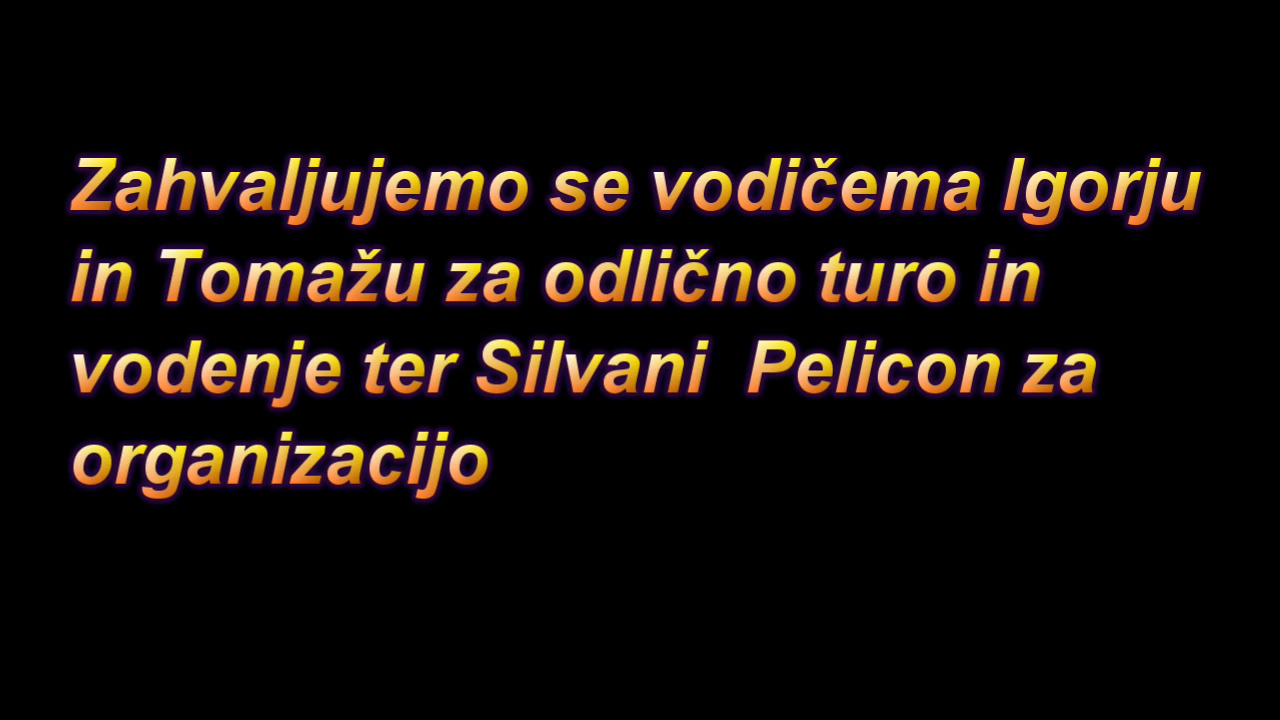 Zahvaljujemo se vodičema Igorju
in Tomažu za odlično turo in
vodenje ter Silvani  Pelicon za
organizacijo